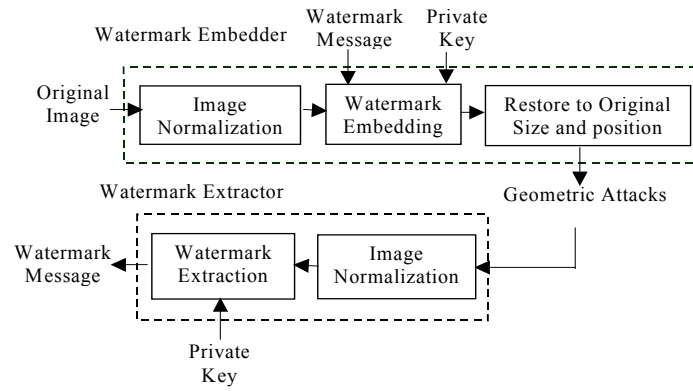 Watermark Embedder
Watermark
Message
Private
Key
Original
Image
Image
Normalization
Watermark
Embedding
Restore to Original
Size and position
Watermark Extractor
Geometric Attacks
Watermark
Message
Watermark
Extraction
Image
Normalization
Private
Key